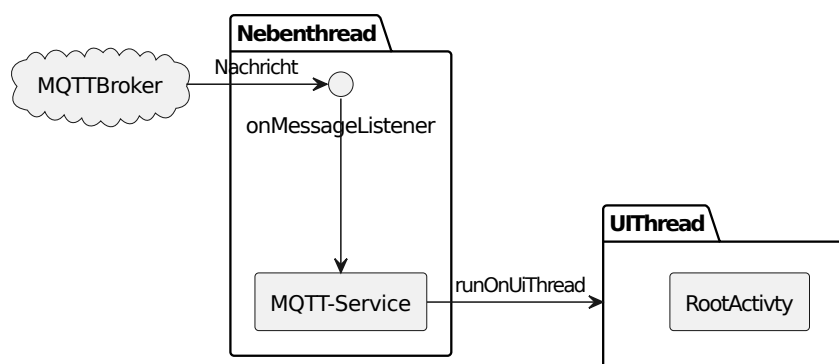 Nebenthread
MQTTBroker
Nachricht
onMessageListener
UIThread
MQTT-Service
runOnUiThread
RootActivty